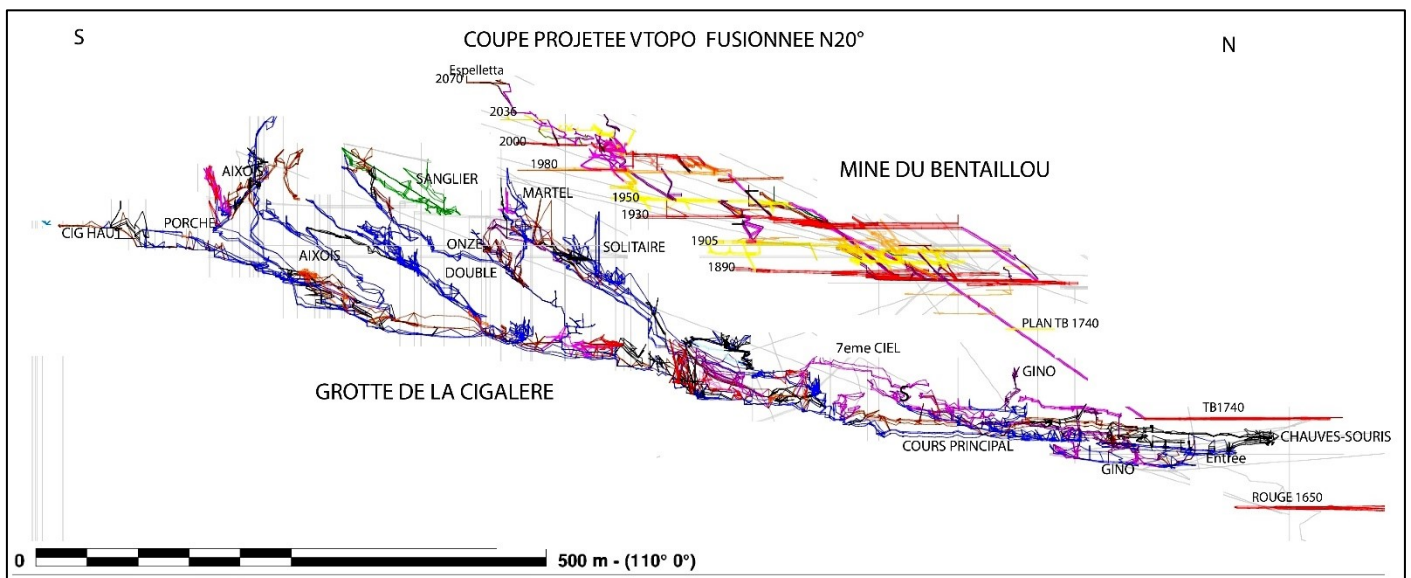 S
N
COUPE PROJETEE VTOPO FUSIONNEE N20°
Espelletta
2070
2036
2000
1980
1950
1930
1905
1890
MINE DU BENTAILLOU
AIXOIS
SANGLIER
MARTEL
PORCHE
CIG HAUT
ONZE
SOLITAIRE
AIXOIS
DOUBLE
PLAN TB 1740
7eme CIEL
GINO
GROTTE DE LA CIGALERE
TB1740
CHAUVES-SOURIS
COURS PRINCIPAL
Entrée
GINO
ROUGE 1650
0
500 m - (110° 0°)